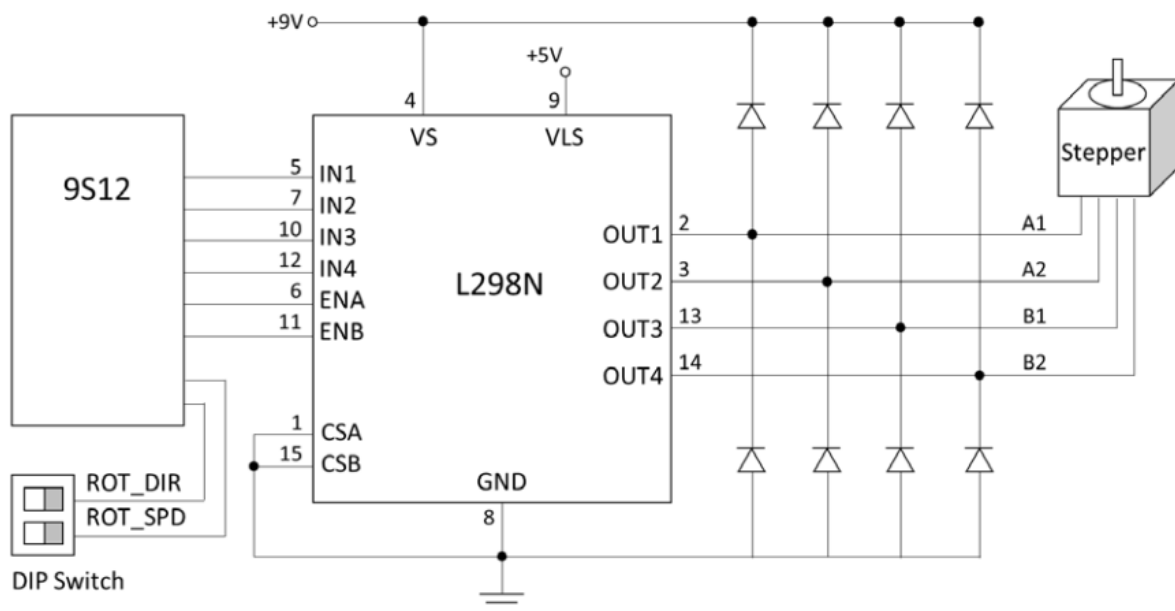 +9V
+5V
4
9
VS
VLS
Stepper
9S12
5
IN1
7
IN2
10
IN3
12
IN4
6
ENA
11
ENB
L298N
OUT1
2
A1
OUT2
3
A2
OUT3
13
B1
OUT4
14
B2
1
CSA
15
CSB
GND
8
ROT_DIR
ROT_SPD
DIP Switch